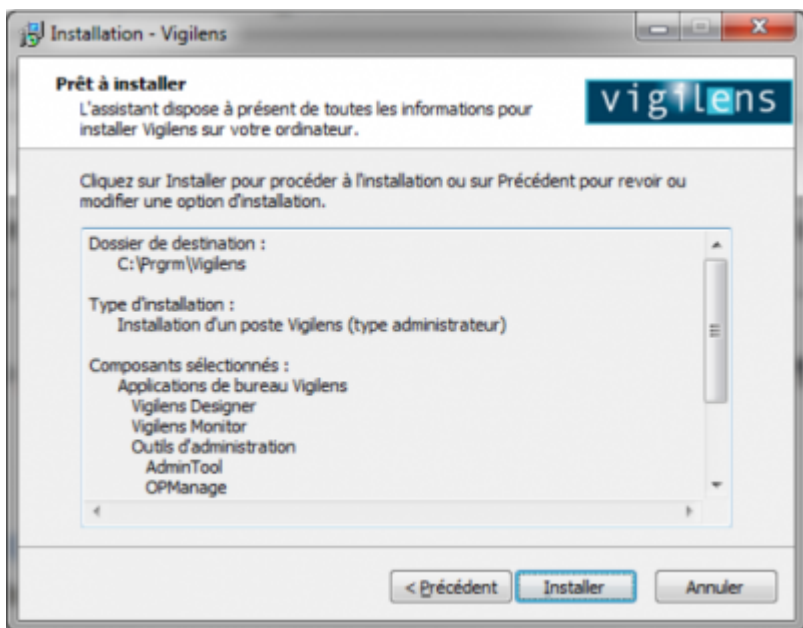 Installation - Vigilens
Prêt à installer
L'assistant dispose à présent de toutes les informations pour
installer Vigilens sur votre ordinateur.
vigilens
Cliquez sur Installer pour procéder à l'installation ou sur Précédent pour revoir ou
modifier une option d'installation.
Dossier de destination :
C:\Prgrm\Vigilens
Type d'installation :
Installation d'un poste Vigilens (type administrateur)
Composants sélectionnés :
Applications de bureau Vigilens
Vigilens Designer
Vigilens Monitor
Outils d'administration
AdminTool
OPManage
< Précédent
Installer
Annuler